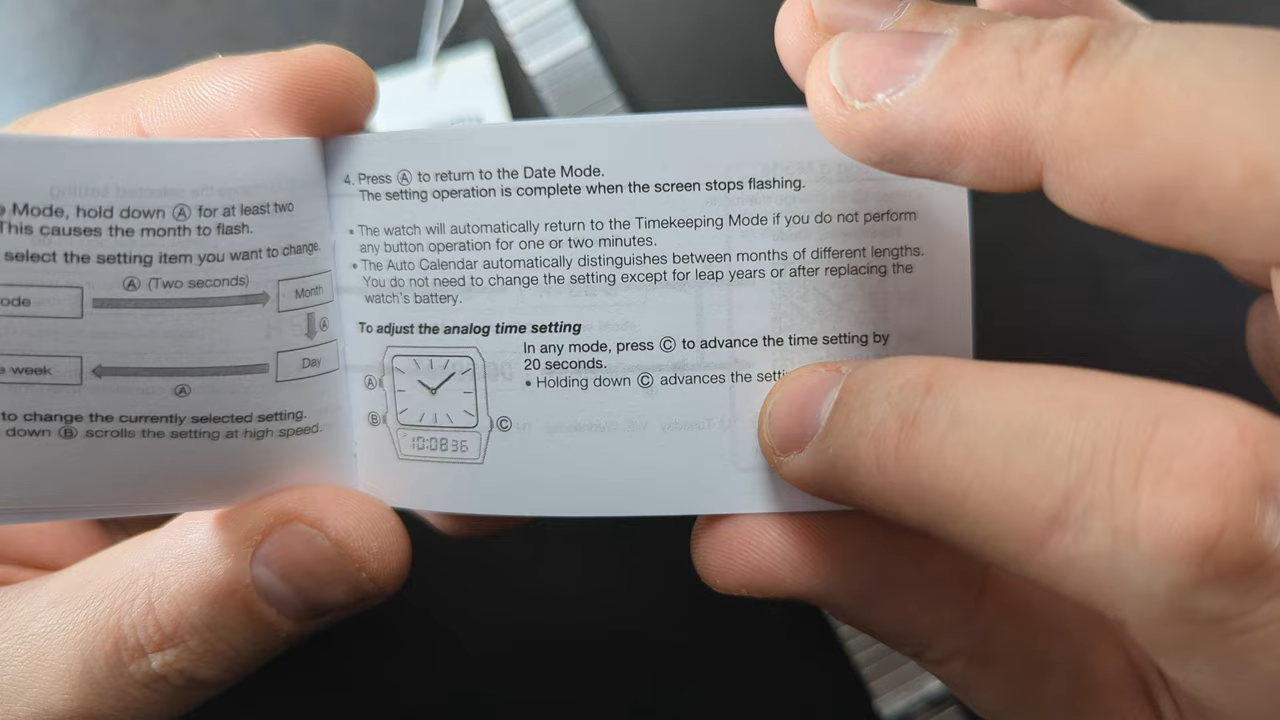 e Mode, hold down Ⓐ for at least two
This causes the month to flash.
select the setting item you want to change.
Ⓐ (Two seconds)
ode
Month
Ⓐ
e week
Day
Ⓐ
to change the currently selected setting.
down Ⓑ scrolls the setting at high speed.
4. Press Ⓐ to return to the Date Mode.
The setting operation is complete when the screen stops flashing.
• The watch will automatically return to the Timekeeping Mode if you do not perform
any button operation for one or two minutes.
• The Auto Calendar automatically distinguishes between months of different lengths.
You do not need to change the setting except for leap years or after replacing the
watch's battery.
To adjust the analog time setting
In any mode, press Ⓒ to advance the time setting by
20 seconds.
• Holding down Ⓒ advances the setti
Ⓐ
Ⓑ
Ⓒ
10:08 36